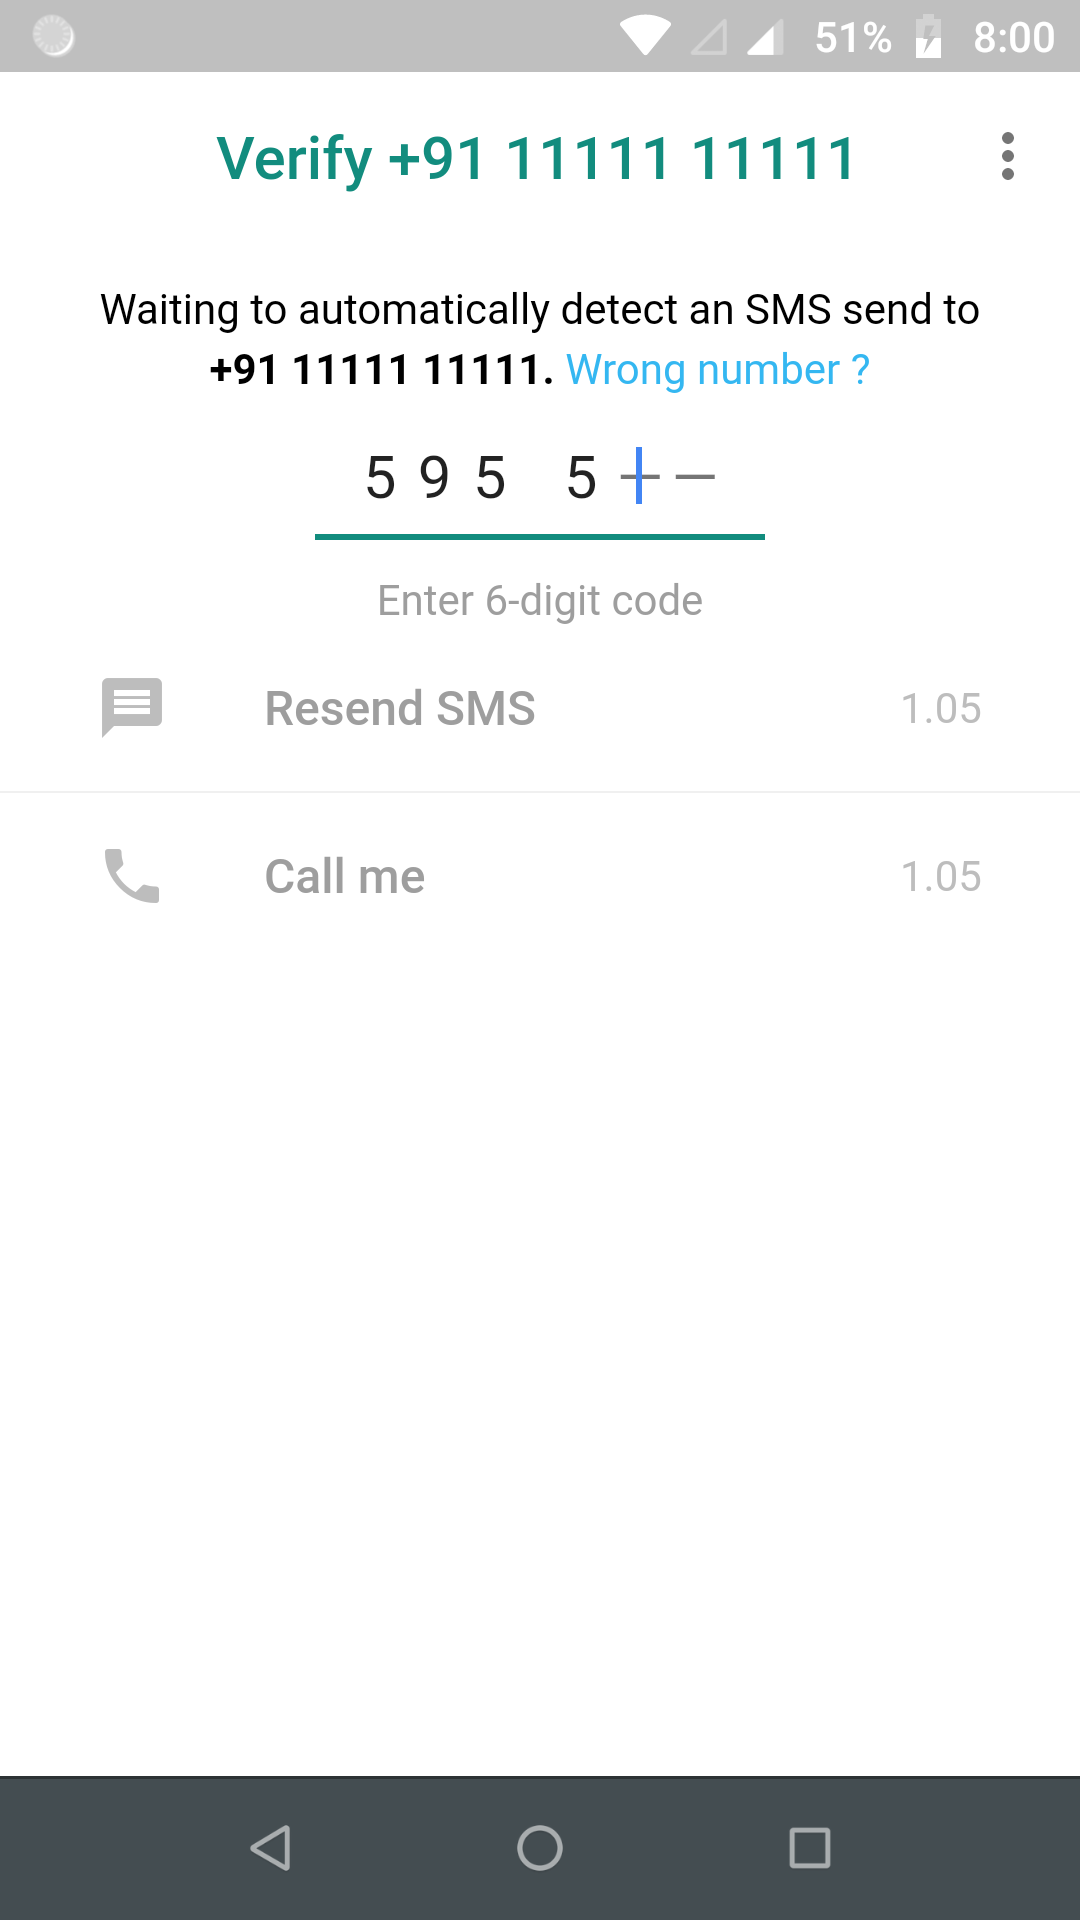 51% 8:00
Verify +91 11111 11111
Waiting to automatically detect an SMS send to
+91 11111 11111. Wrong number ?
5 9 5 5 – –
Enter 6-digit code
Resend SMS 1.05
Call me 1.05